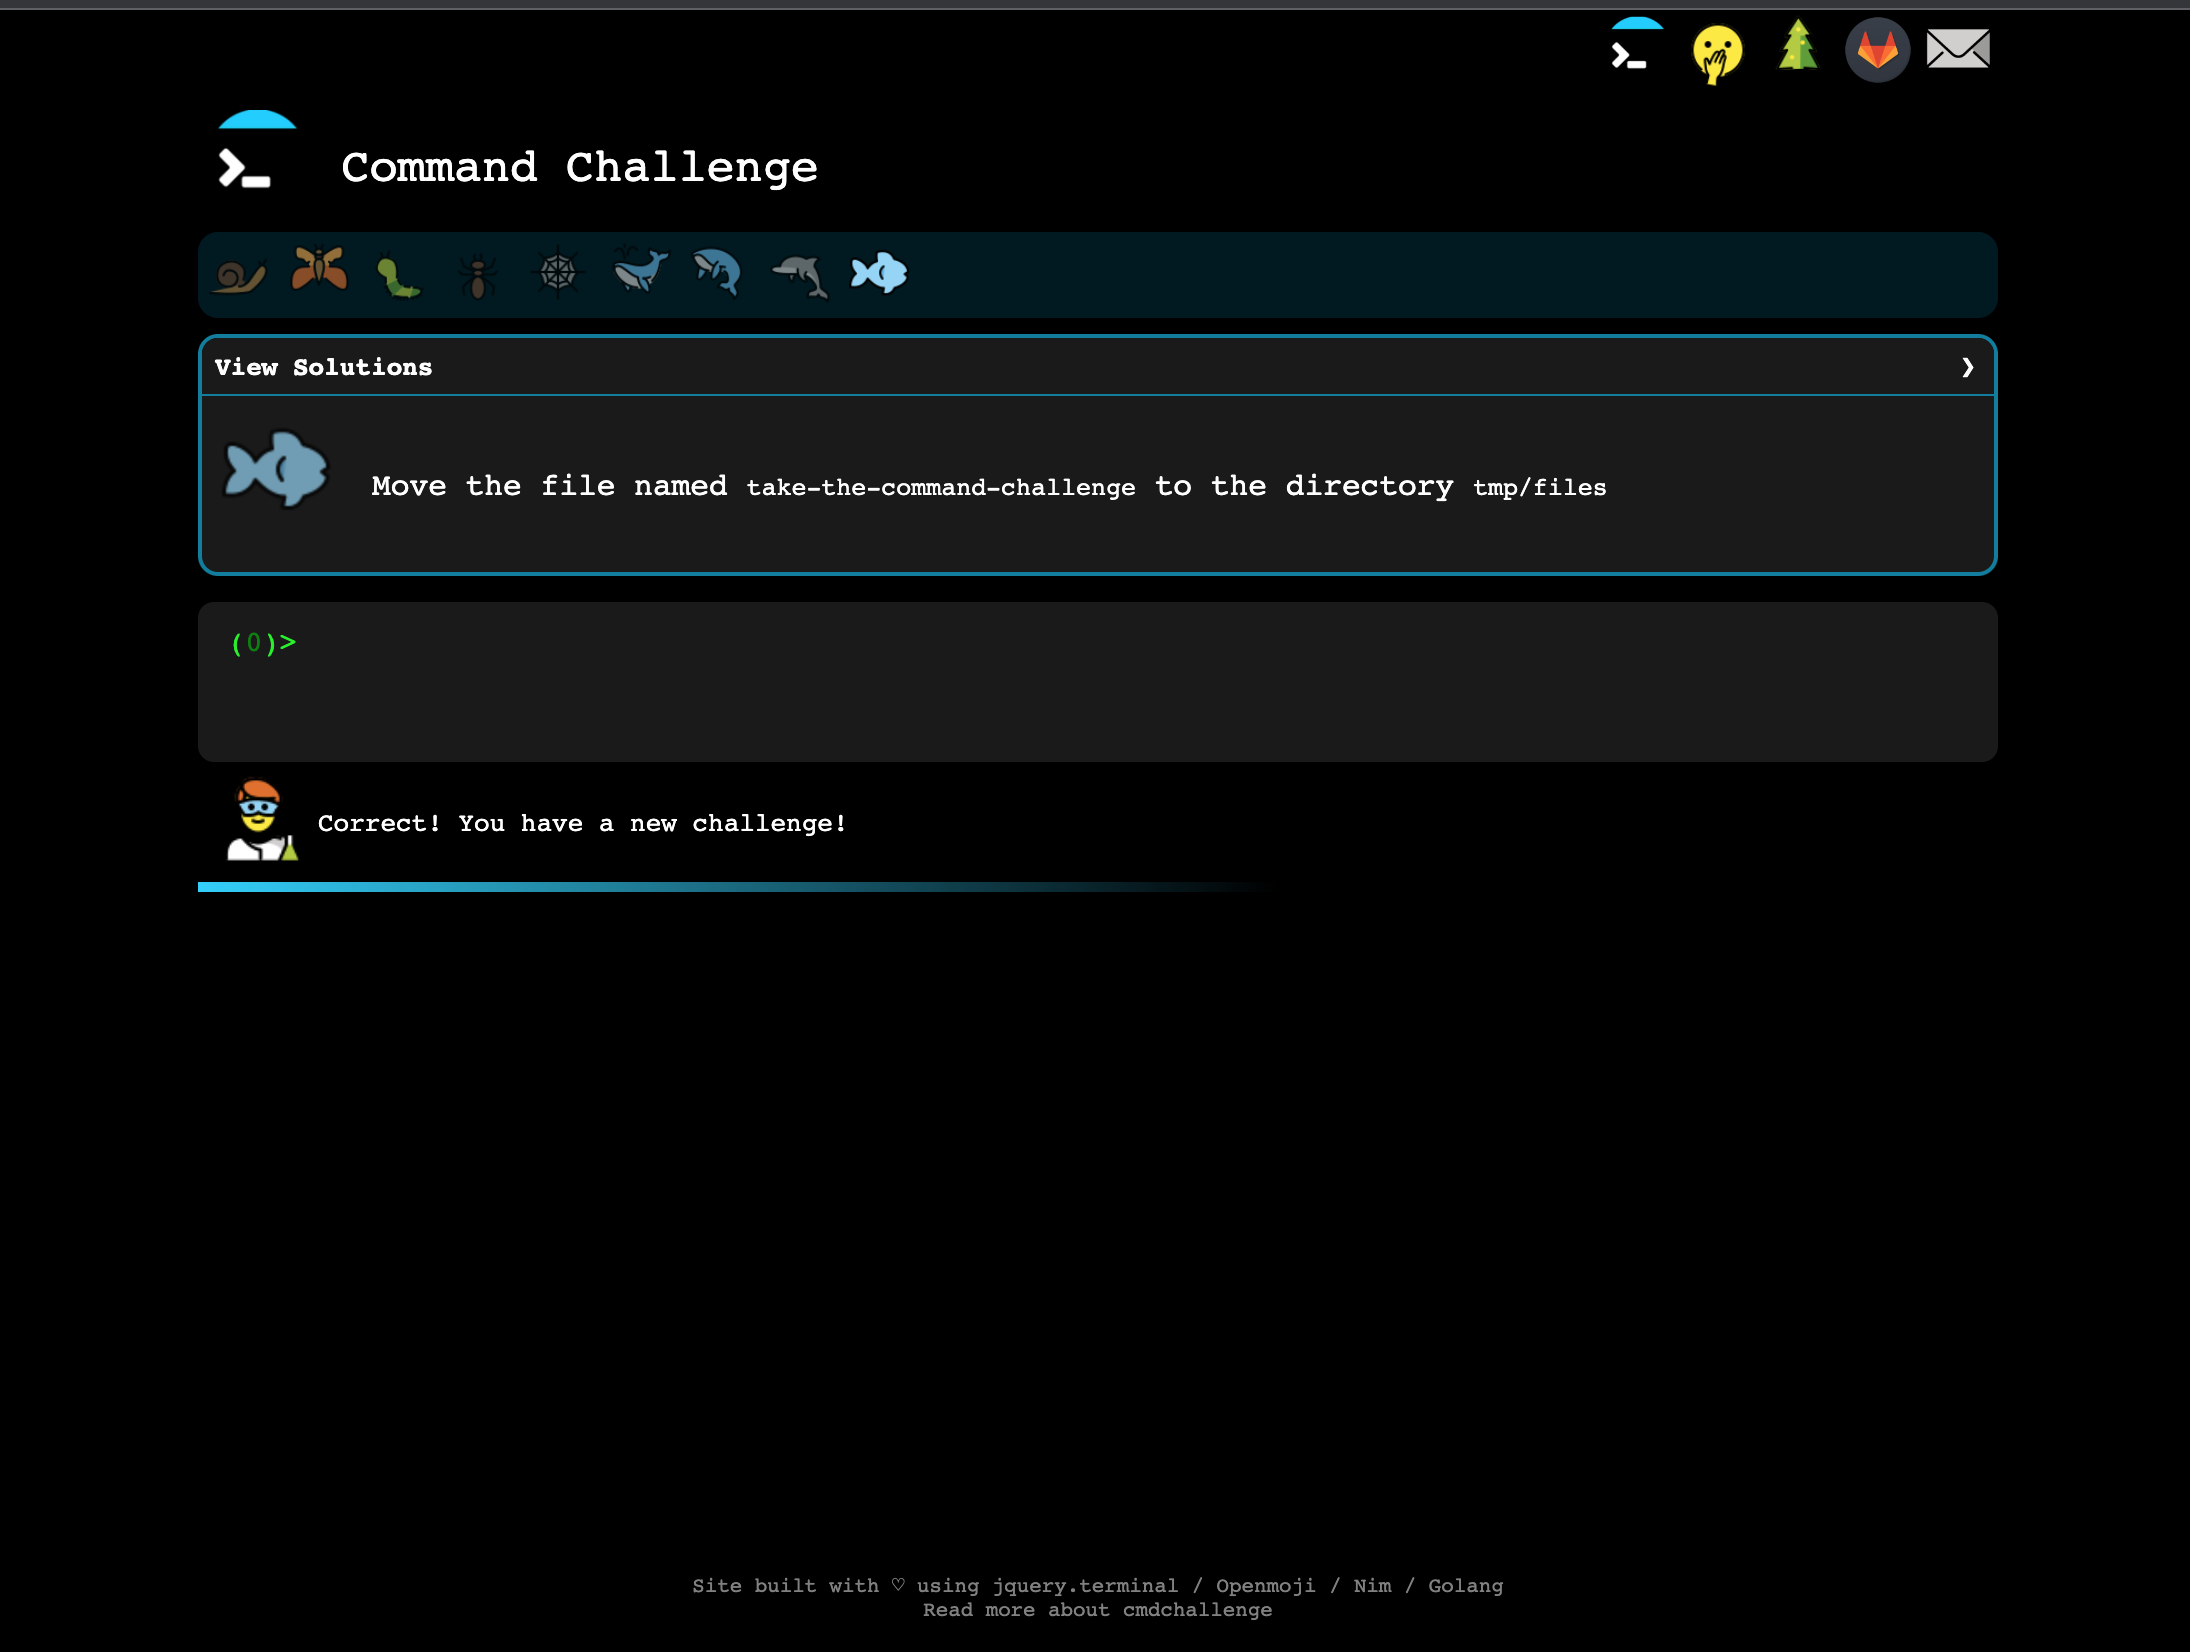 Command Challenge
View Solutions ❯
Move the file named take-the-command-challenge to the directory tmp/files
(0)>
Correct! You have a new challenge!
Site built with ♡ using jquery.terminal / Openmoji / Nim / Golang
Read more about cmdchallenge